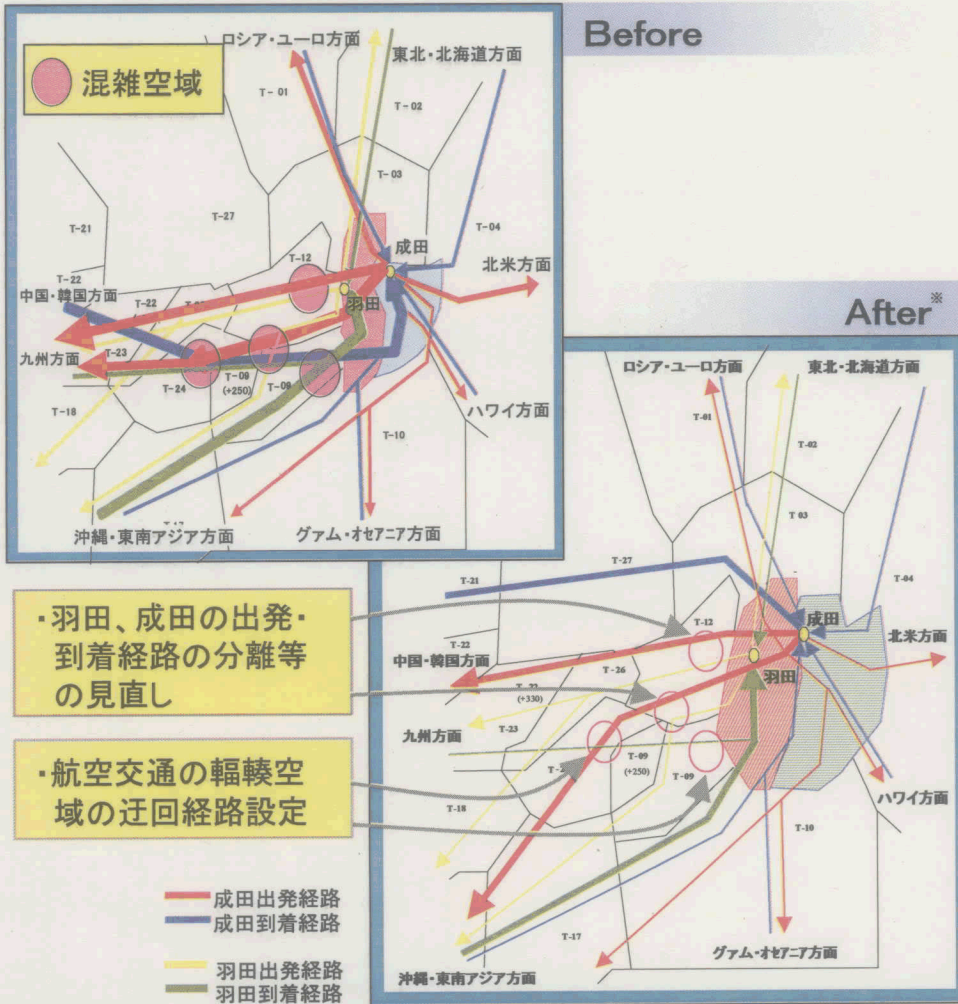 Before
混雑空域
ロシア・ユーロ方面
東北・北海道方面
T-01
T-02
T-03
T-04
T-21
T-27
T-12
成田
北米方面
T-22
中国・韓国方面
T-22
羽田
九州方面
T-23
T-24
T-09
(+250)
T-09
T-18
ハワイ方面
T-10
沖縄・東南アジア方面
グァム・オセアニア方面
After※
ロシア・ユーロ方面
東北・北海道方面
T-01
T-02
T 03
T-04
T-21
T-27
T-12
成田
北米方面
T-22
中国・韓国方面
T-26
羽田
(+330)
T-23
九州方面
T-09
(+250)
T-09
T-18
ハワイ方面
T-10
T-17
グァム・オセアニア方面
沖縄・東南アジア方面
・羽田、成田の出発・
到着経路の分離等
の見直し
・航空交通の輻輳空
域の迂回経路設定
成田出発経路
成田到着経路
羽田出発経路
羽田到着経路